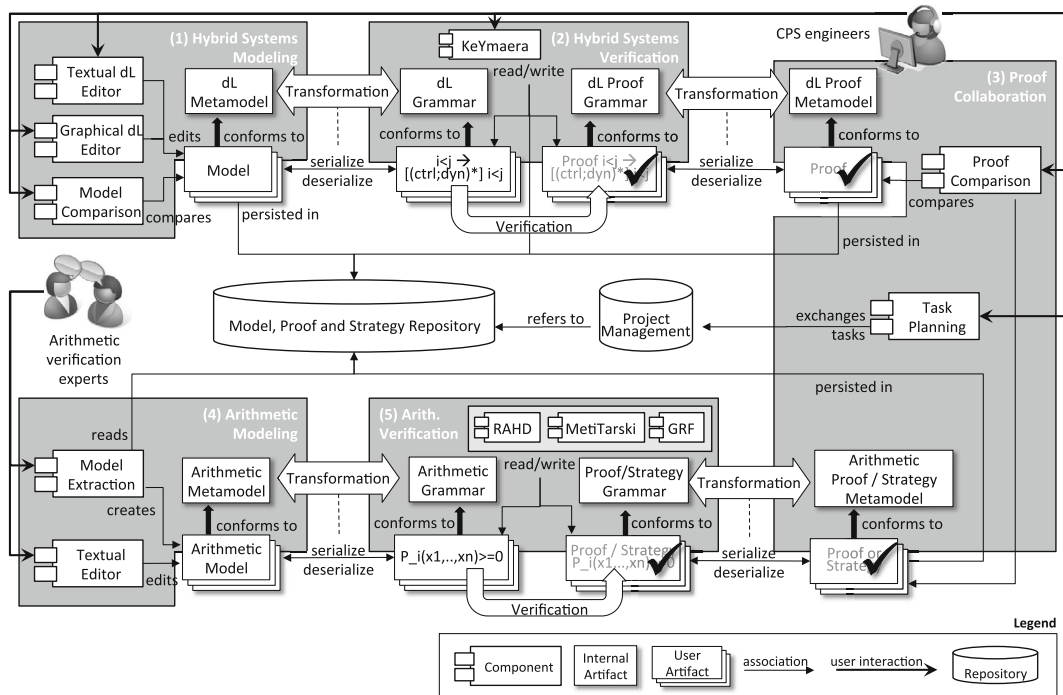 CPS engineers
(1) Hybrid Systems
Modeling
KeYmaera
(2) Hybrid Systems
Verification
(3) Proof
Collaboration
Textual dL
Editor
Graphical dL
Editor
Model
Comparison
edits
compares
dL
Metamodel
conforms to
Model
persisted in
Transformation
serialize
deserialize
read/write
dL
Grammar
conforms to
i<j →
[(ctrl;dyn)*] i<j
dL Proof
Grammar
conforms to
Proof i<j →
[(ctrl;dyn)*] i<j
Verification
Transformation
serialize
deserialize
dL Proof
Metamodel
conforms to
Proof
Proof
Comparison
compares
persisted in
Arithmetic
verification
experts
Model, Proof and Strategy Repository
refers to
Project
Management
exchanges
tasks
Task
Planning
persisted in
(4) Arithmetic
Modeling
(5) Arith.
Verification
RAHD
MetiTarski
GRF
reads
Model
Extraction
creates
Textual
Editor
edits
Arithmetic
Metamodel
conforms to
Arithmetic
Model
Transformation
serialize
deserialize
read/write
Arithmetic
Grammar
conforms to
P_i(x1,..,xn)>=0
Proof/Strategy
Grammar
conforms to
Proof / Strategy
P_i(x1,..,xn)>=0
Verification
Transformation
serialize
deserialize
Arithmetic
Proof / Strategy
Metamodel
conforms to
Proof or
Strategy
Legend
Component
Internal
Artifact
User
Artifact
association
user interaction
Repository